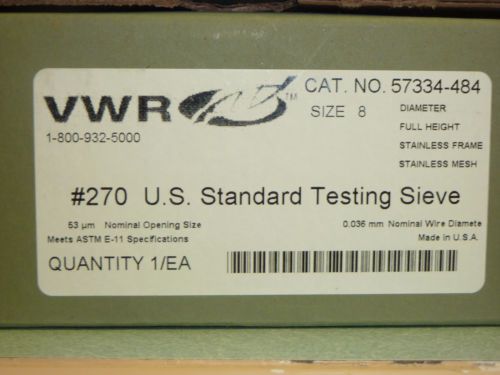 VWR
TM
1-800-932-5000
CAT. NO. 57334-484
SIZE 8
DIAMETER
FULL HEIGHT
STAINLESS FRAME
STAINLESS MESH
#270 U.S. Standard Testing Sieve
53 µm Nominal Opening Size
0.036 mm Nominal Wire Diamete
Meets ASTM E-11 Specifications
Made in U.S.A.
QUANTITY 1/EA